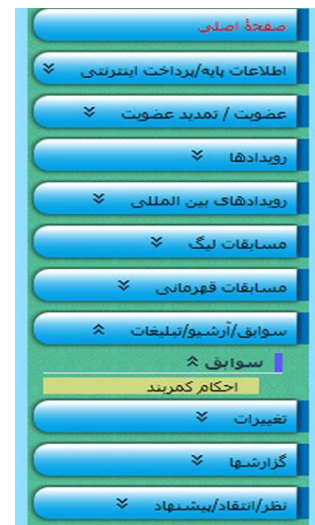 صفحۀ اصلی
اطلاعات پایه/پرداخت اینترنتی
عضویت / تمدید عضویت
رویدادها
رویدادهای بین المللی
مسابقات لیگ
مسابقات قهرمانی
سوابق/آرشیو/تبلیغات
سوابق
احکام کمربند
تغییرات
گزارشها
نظر/انتقاد/پیشنهاد